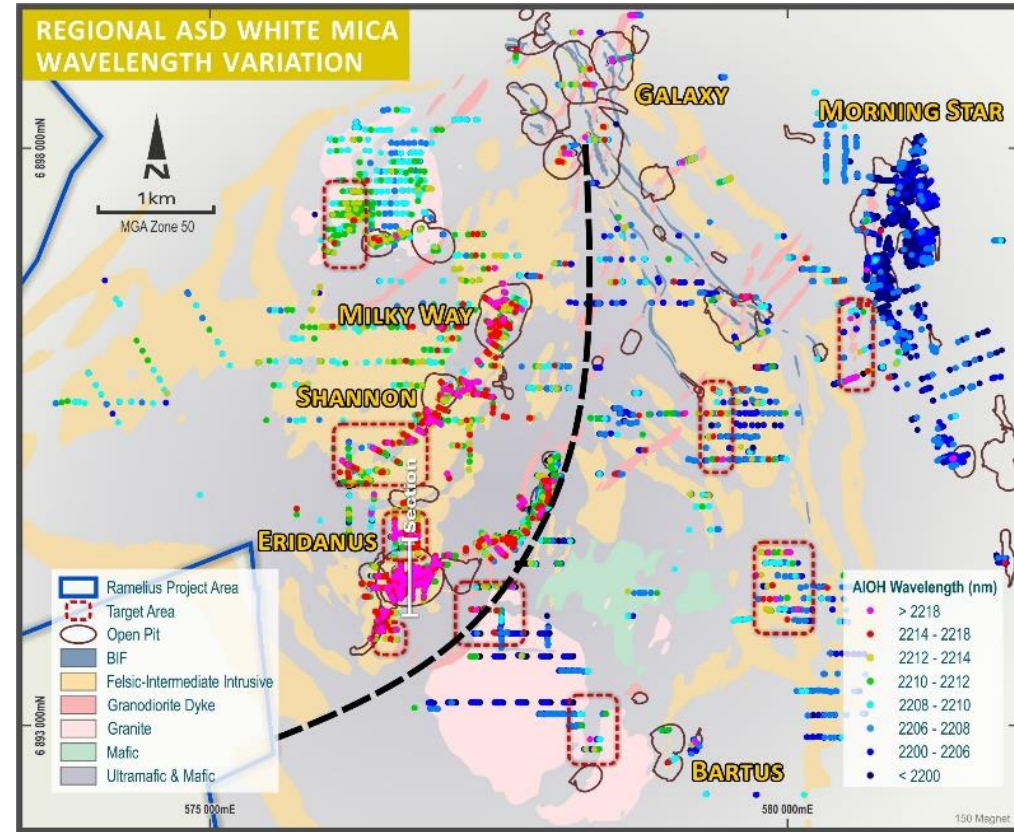 REGIONAL ASD WHITE MICA
WAVELENGTH VARIATION
GALAXY
MORNING STAR
6 898 000mN
N
1km
MGA Zone 50
MILKY WAY
SHANNON
Section
ERIDANUS
Ramelius Project Area
Target Area
Open Pit
BIF
Felsic-Intermediate Intrusive
Granodiorite Dyke
Granite
Mafic
Ultramafic & Mafic
AlOH Wavelength (nm)
> 2218
2214 - 2218
2212 - 2214
2210 - 2212
2208 - 2210
2206 - 2208
2200 - 2206
< 2200
6 893 000mN
BARTUS
575 000mE
580 000mE
150 Magnet